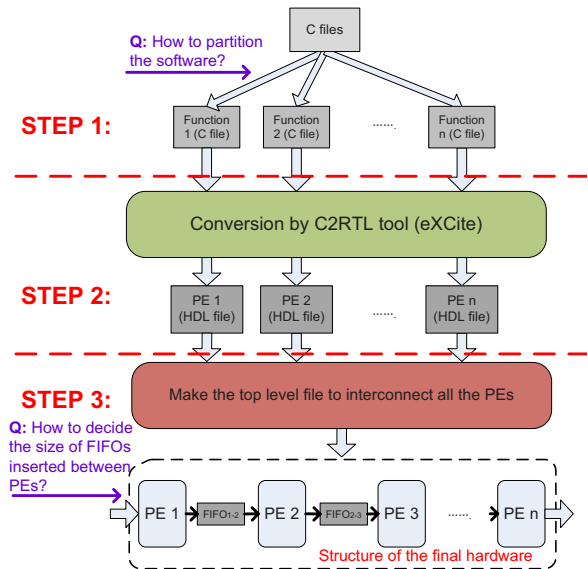 C files
Q: How to partition
the software?
STEP 1:
Function
1 (C file)
Function
2 (C file)
.......
Function
n (C file)
Conversion by C2RTL tool (eXCite)
STEP 2:
PE 1
(HDL file)
PE 2
(HDL file)
.......
PE n
(HDL file)
STEP 3:
Make the top level file to interconnect all the PEs
Q: How to decide
the size of FIFOs
inserted between
PEs?
PE 1
FIFO1-2
PE 2
FIFO2-3
PE 3
.......
PE n
Structure of the final hardware